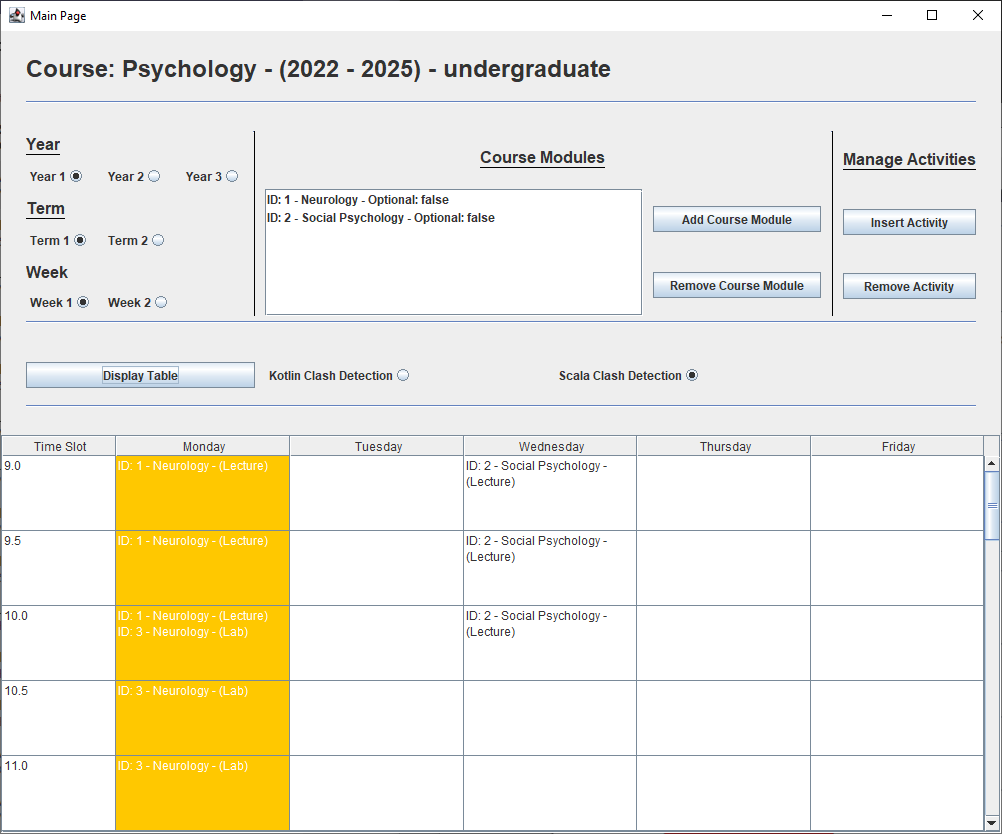 Main Page
Course: Psychology - (2022 - 2025) - undergraduate
Year
Year 1 Year 2 Year 3
Term
Term 1 Term 2
Week
Week 1 Week 2
Course Modules
ID: 1 - Neurology - Optional: false
ID: 2 - Social Psychology - Optional: false
Add Course Module
Remove Course Module
Manage Activities
Insert Activity
Remove Activity
Display Table Kotlin Clash Detection Scala Clash Detection
Time Slot Monday Tuesday Wednesday Thursday Friday
9.0 ID: 1 - Neurology - (Lecture) ID: 2 - Social Psychology -
(Lecture)
9.5 ID: 1 - Neurology - (Lecture) ID: 2 - Social Psychology -
(Lecture)
10.0 ID: 1 - Neurology - (Lecture) ID: 2 - Social Psychology -
ID: 3 - Neurology - (Lab) (Lecture)
10.5 ID: 3 - Neurology - (Lab)
11.0 ID: 3 - Neurology - (Lab)